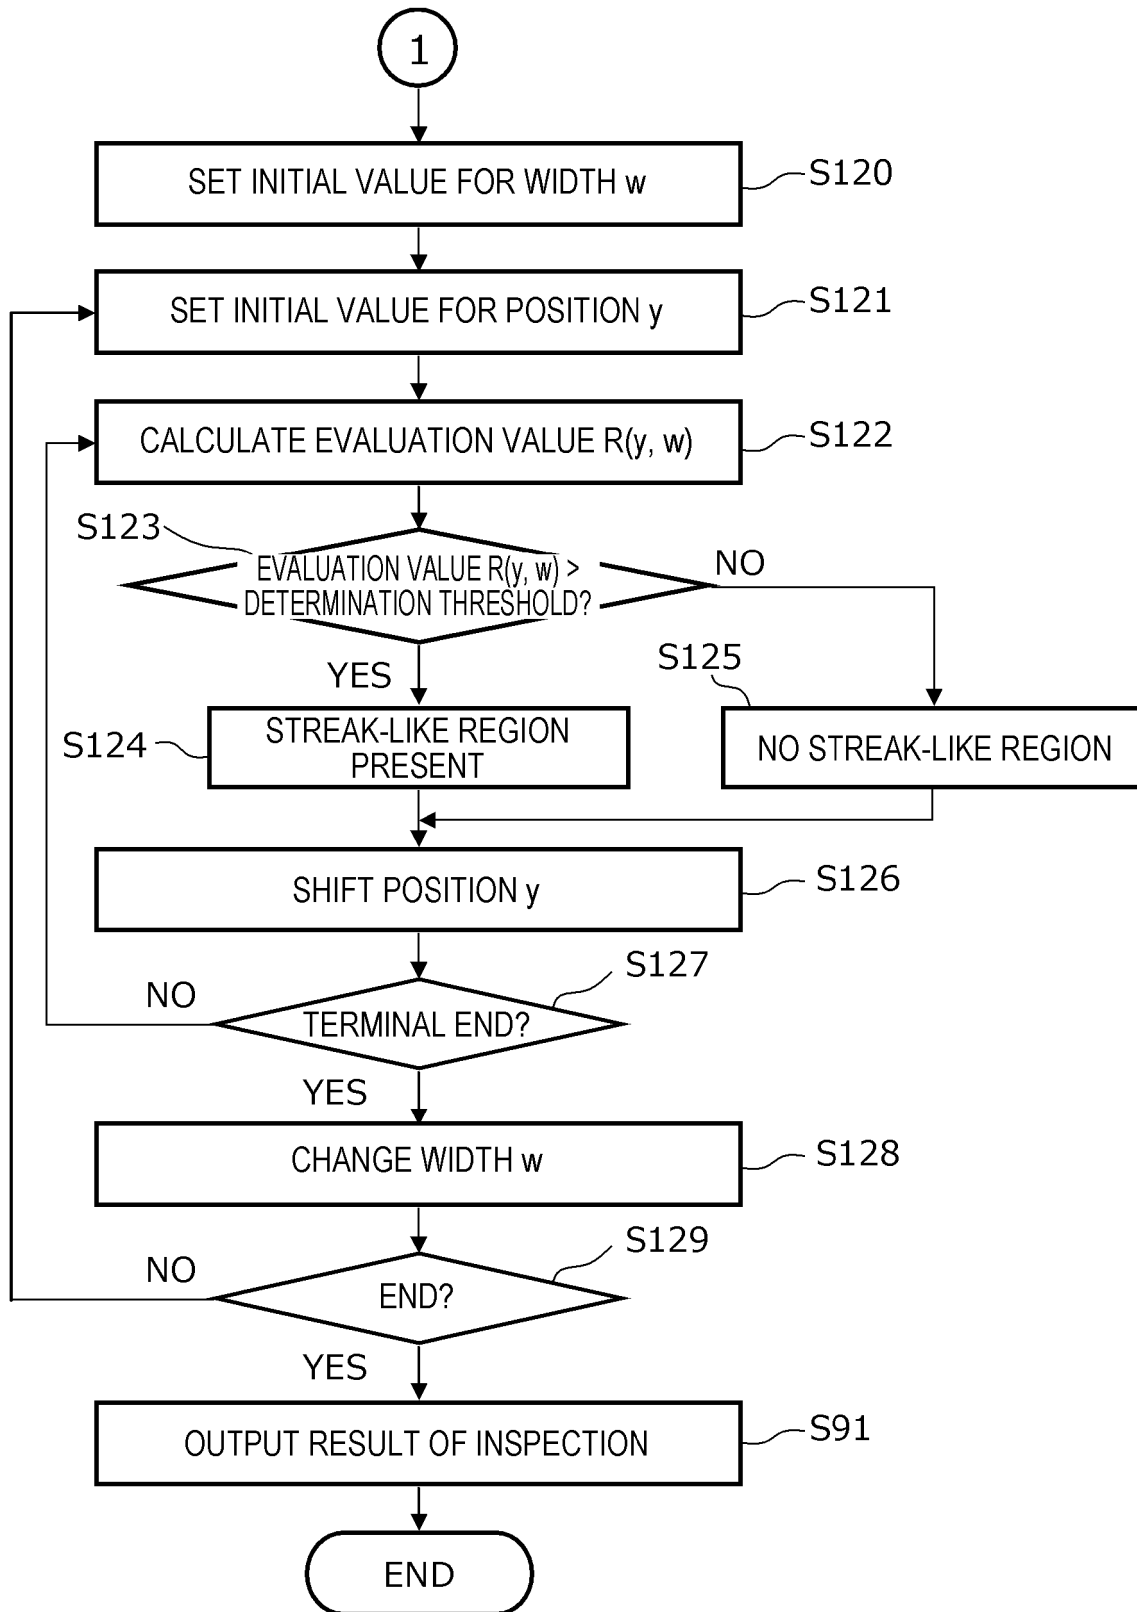 1
SET INITIAL VALUE FOR WIDTH w
S120
SET INITIAL VALUE FOR POSITION y
S121
CALCULATE EVALUATION VALUE R(y, w)
S122
S123
EVALUATION VALUE R(y, w) >
DETERMINATION THRESHOLD?
NO
YES
S125
S124
STREAK-LIKE REGION
PRESENT
NO STREAK-LIKE REGION
SHIFT POSITION y
S126
S127
NO
TERMINAL END?
YES
CHANGE WIDTH w
S128
S129
NO
END?
YES
OUTPUT RESULT OF INSPECTION
S91
END